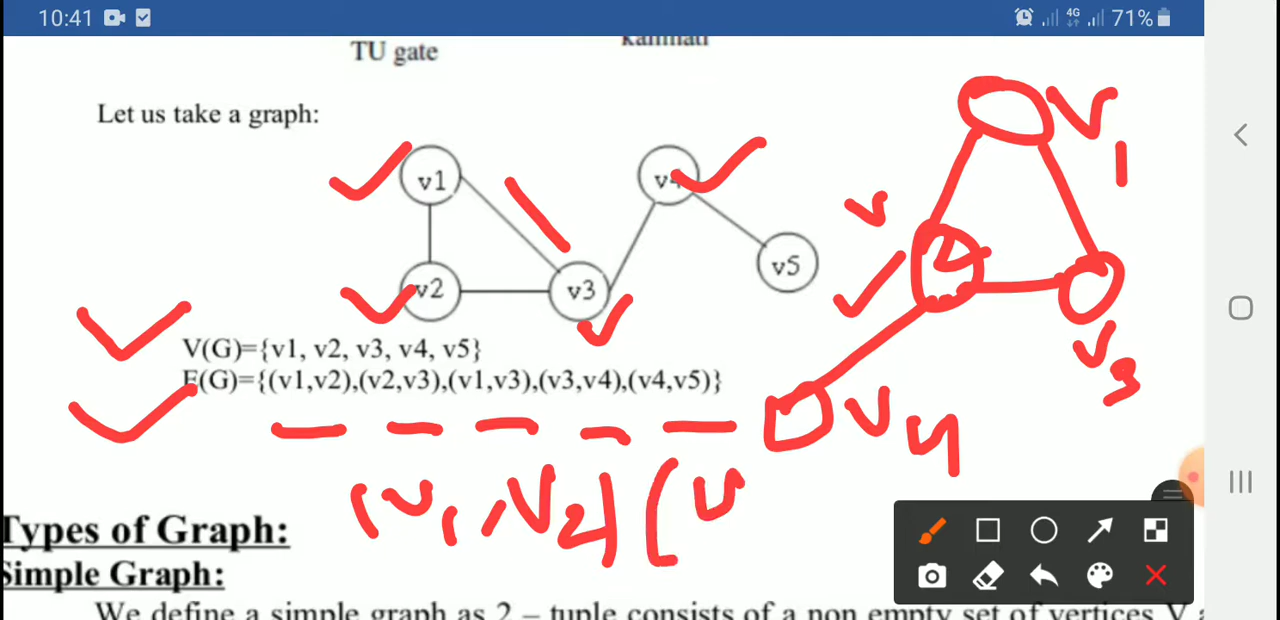 10:41 4G 71%
TU gate
Let us take a graph:
v1 v4
v2 v3 v5
V(G)={v1, v2, v3, v4, v5}
E(G)={(v1,v2),(v2,v3),(v1,v3),(v3,v4),(v4,v5)}
V1
V
2
V3
V4
(V1,V2) (V
Types of Graph:
Simple Graph:
We define a simple graph as 2 – tuple consists of a non empty set of vertices V